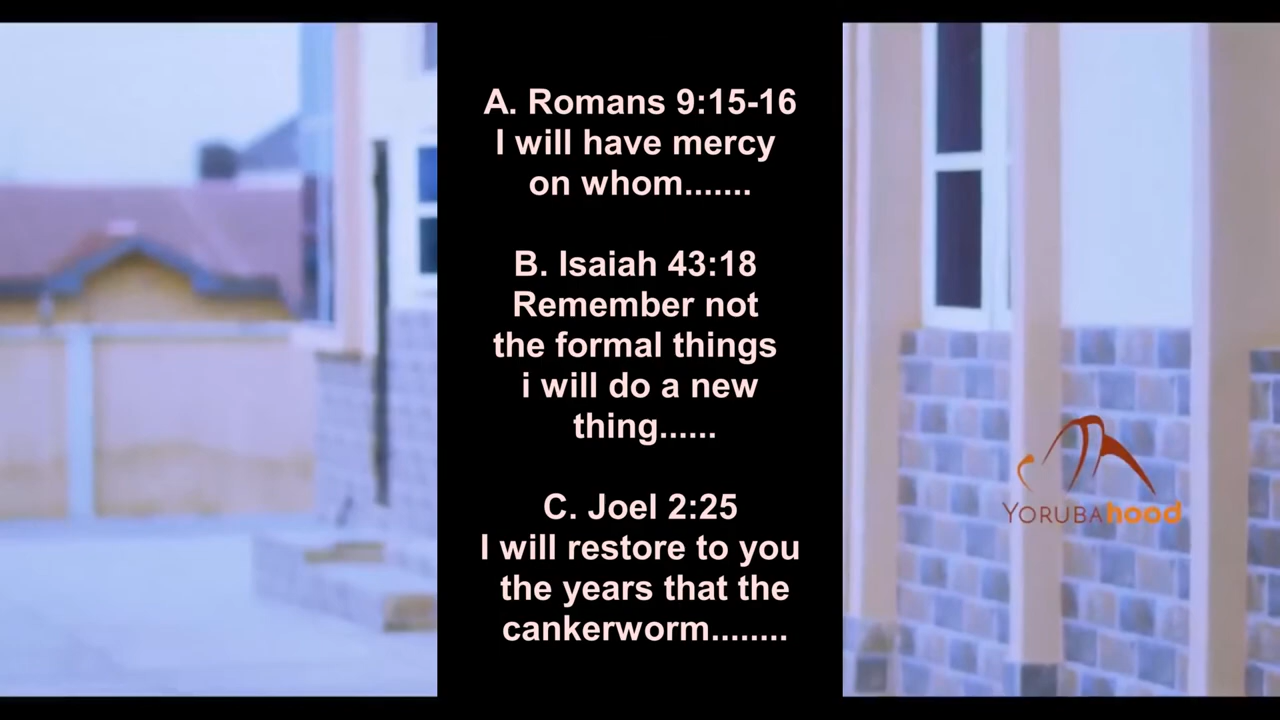 A. Romans 9:15-16
I will have mercy
on whom.......
B. Isaiah 43:18
Remember not
the formal things
i will do a new
thing......
C. Joel 2:25
I will restore to you
the years that the
cankerworm........
YORUBAhood